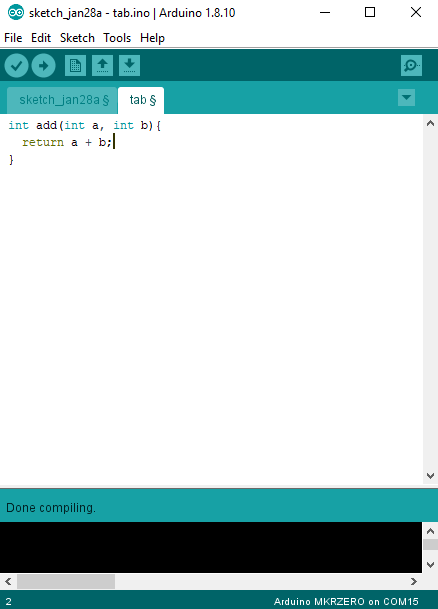 sketch_jan28a - tab.ino | Arduino 1.8.10
File Edit Sketch Tools Help
sketch_jan28a § tab §
int add(int a, int b){
  return a + b;
}
Done compiling.
2 Arduino MKRZERO on COM15